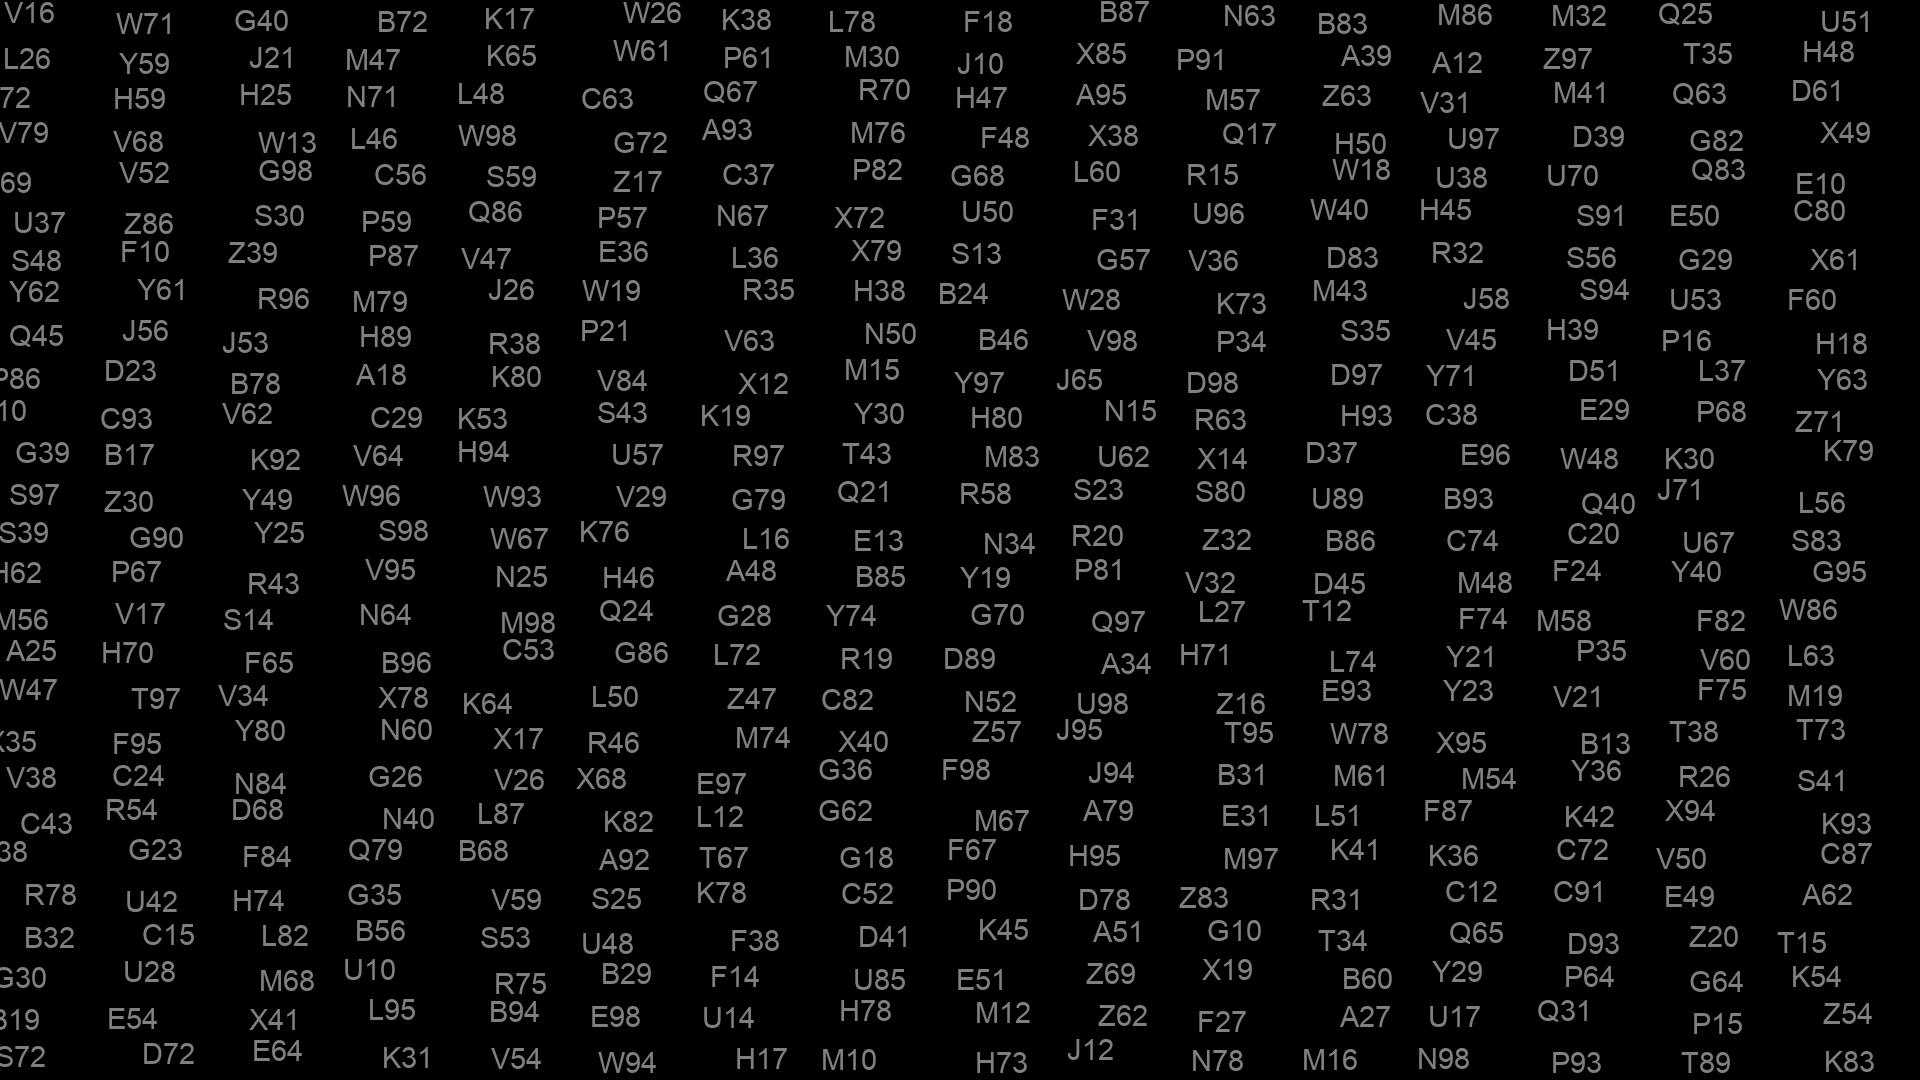 V16 W71 G40 B72 K17 W26 K38 L78 F18 B87 N63 B83 M86 M32 Q25 U51
L26 Y59 J21 M47 K65 W61 P61 M30 J10 X85 P91 A39 A12 Z97 T35 H48
72 H59 H25 N71 L48 C63 Q67 R70 H47 A95 M57 Z63 V31 M41 Q63 D61
V79 V68 W13 L46 W98 G72 A93 M76 F48 X38 Q17 H50 U97 D39 G82 X49
69 V52 G98 C56 S59 Z17 C37 P82 G68 L60 R15 W18 U38 U70 Q83 E10
U37 Z86 S30 P59 Q86 P57 N67 X72 U50 F31 U96 W40 H45 S91 E50 C80
S48 F10 Z39 P87 V47 E36 L36 X79 S13 G57 V36 D83 R32 S56 G29 X61
Y62 Y61 R96 M79 J26 W19 R35 H38 B24 W28 K73 M43 J58 S94 U53 F60
Q45 J56 J53 H89 R38 P21 V63 N50 B46 V98 P34 S35 V45 H39 P16 H18
P86 D23 B78 A18 K80 V84 X12 M15 Y97 J65 D98 D97 Y71 D51 L37 Y63
10 C93 V62 C29 K53 S43 K19 Y30 H80 N15 R63 H93 C38 E29 P68 Z71
G39 B17 K92 V64 H94 U57 R97 T43 M83 U62 X14 D37 E96 W48 K30 K79
S97 Z30 Y49 W96 W93 V29 G79 Q21 R58 S23 S80 U89 B93 Q40 J71 L56
S39 G90 Y25 S98 W67 K76 L16 E13 N34 R20 Z32 B86 C74 C20 U67 S83
H62 P67 R43 V95 N25 H46 A48 B85 Y19 P81 V32 D45 M48 F24 Y40 G95
M56 V17 S14 N64 M98 Q24 G28 Y74 G70 Q97 L27 T12 F74 M58 F82 W86
A25 H70 F65 B96 C53 G86 L72 R19 D89 A34 H71 L74 Y21 P35 V60 L63
W47 T97 V34 X78 K64 L50 Z47 C82 N52 U98 Z16 E93 Y23 V21 F75 M19
35 F95 Y80 N60 X17 R46 M74 X40 Z57 J95 T95 W78 X95 B13 T38 T73
V38 C24 N84 G26 V26 X68 E97 G36 F98 J94 B31 M61 M54 Y36 R26 S41
C43 R54 D68 N40 L87 K82 L12 G62 M67 A79 E31 L51 F87 K42 X94 K93
38 G23 F84 Q79 B68 A92 T67 G18 F67 H95 M97 K41 K36 C72 V50 C87
R78 U42 H74 G35 V59 S25 K78 C52 P90 D78 Z83 R31 C12 C91 E49 A62
B32 C15 L82 B56 S53 U48 F38 D41 K45 A51 G10 T34 Q65 D93 Z20 T15
G30 U28 M68 U10 R75 B29 F14 U85 E51 Z69 X19 B60 Y29 P64 G64 K54
B19 E54 X41 L95 B94 E98 U14 H78 M12 Z62 F27 A27 U17 Q31 P15 Z54
S72 D72 E64 K31 V54 W94 H17 M10 H73 J12 N78 M16 N98 P93 T89 K83